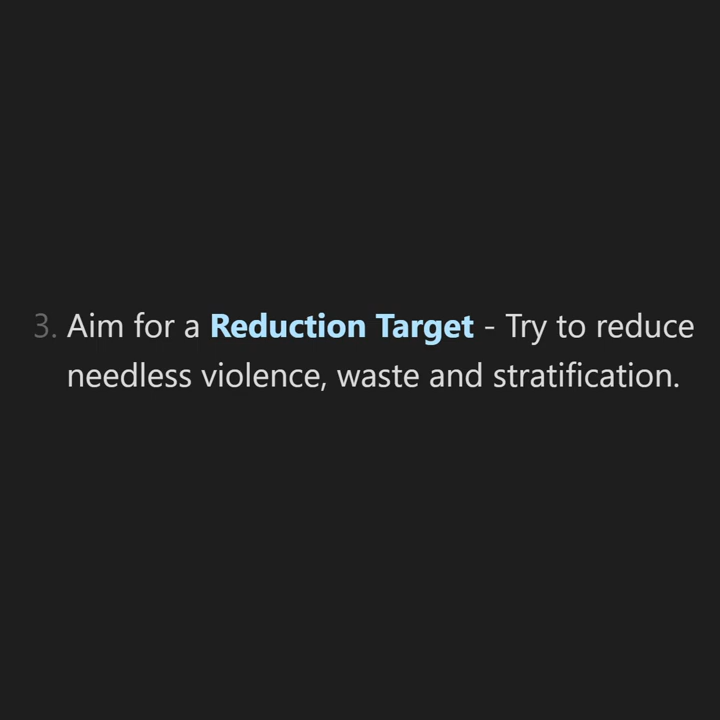 3. Aim for a Reduction Target - Try to reduce
needless violence, waste and stratification.